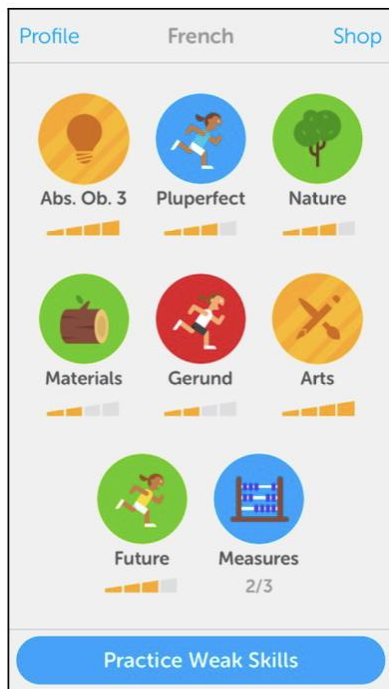 Profile French Shop
Abs. Ob. 3 Pluperfect Nature
Materials Gerund Arts
Future Measures
2/3
Practice Weak Skills